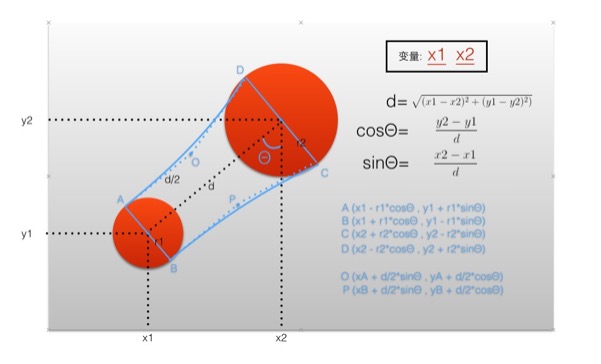 变量: x1 x2
D
d= √(x1 − x2)² + (y1 − y2)²)
y2
cosΘ= y2 − y1 / d
r2
O
Θ
sinΘ= x2 − x1 / d
C
d/2
d
A
P
A (x1 - r1*cosΘ , y1 + r1*sinΘ)
B (x1 + r1*cosΘ , y1 - r1*sinΘ)
y1
r1
C (x2 + r2*cosΘ , y2 - r2*sinΘ)
D (x2 - r2*cosΘ , y2 + r2*sinΘ)
B
O (xA + d/2*sinΘ , yA + d/2*cosΘ)
P (xB + d/2*sinΘ , yB + d/2*cosΘ)
x1
x2